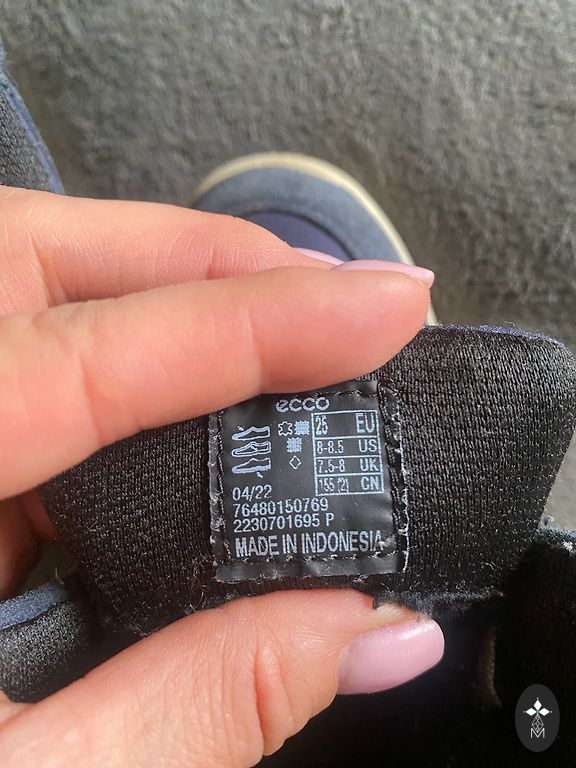 ecco
25 EU
8-8.5 US
7.5-8 UK
155 (2) CN
04/22
76480150769
2230701695 P
MADE IN INDONESIA